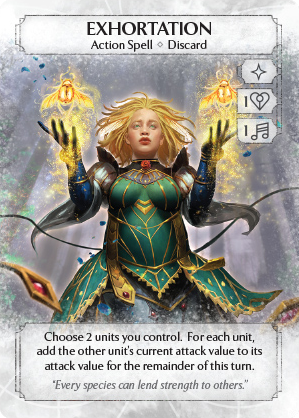 EXHORTATION
Action Spell ◇ Discard
1
1
Choose 2 units you control. For each unit,
add the other unit's current attack value to its
attack value for the remainder of this turn.
"Every species can lend strength to others."